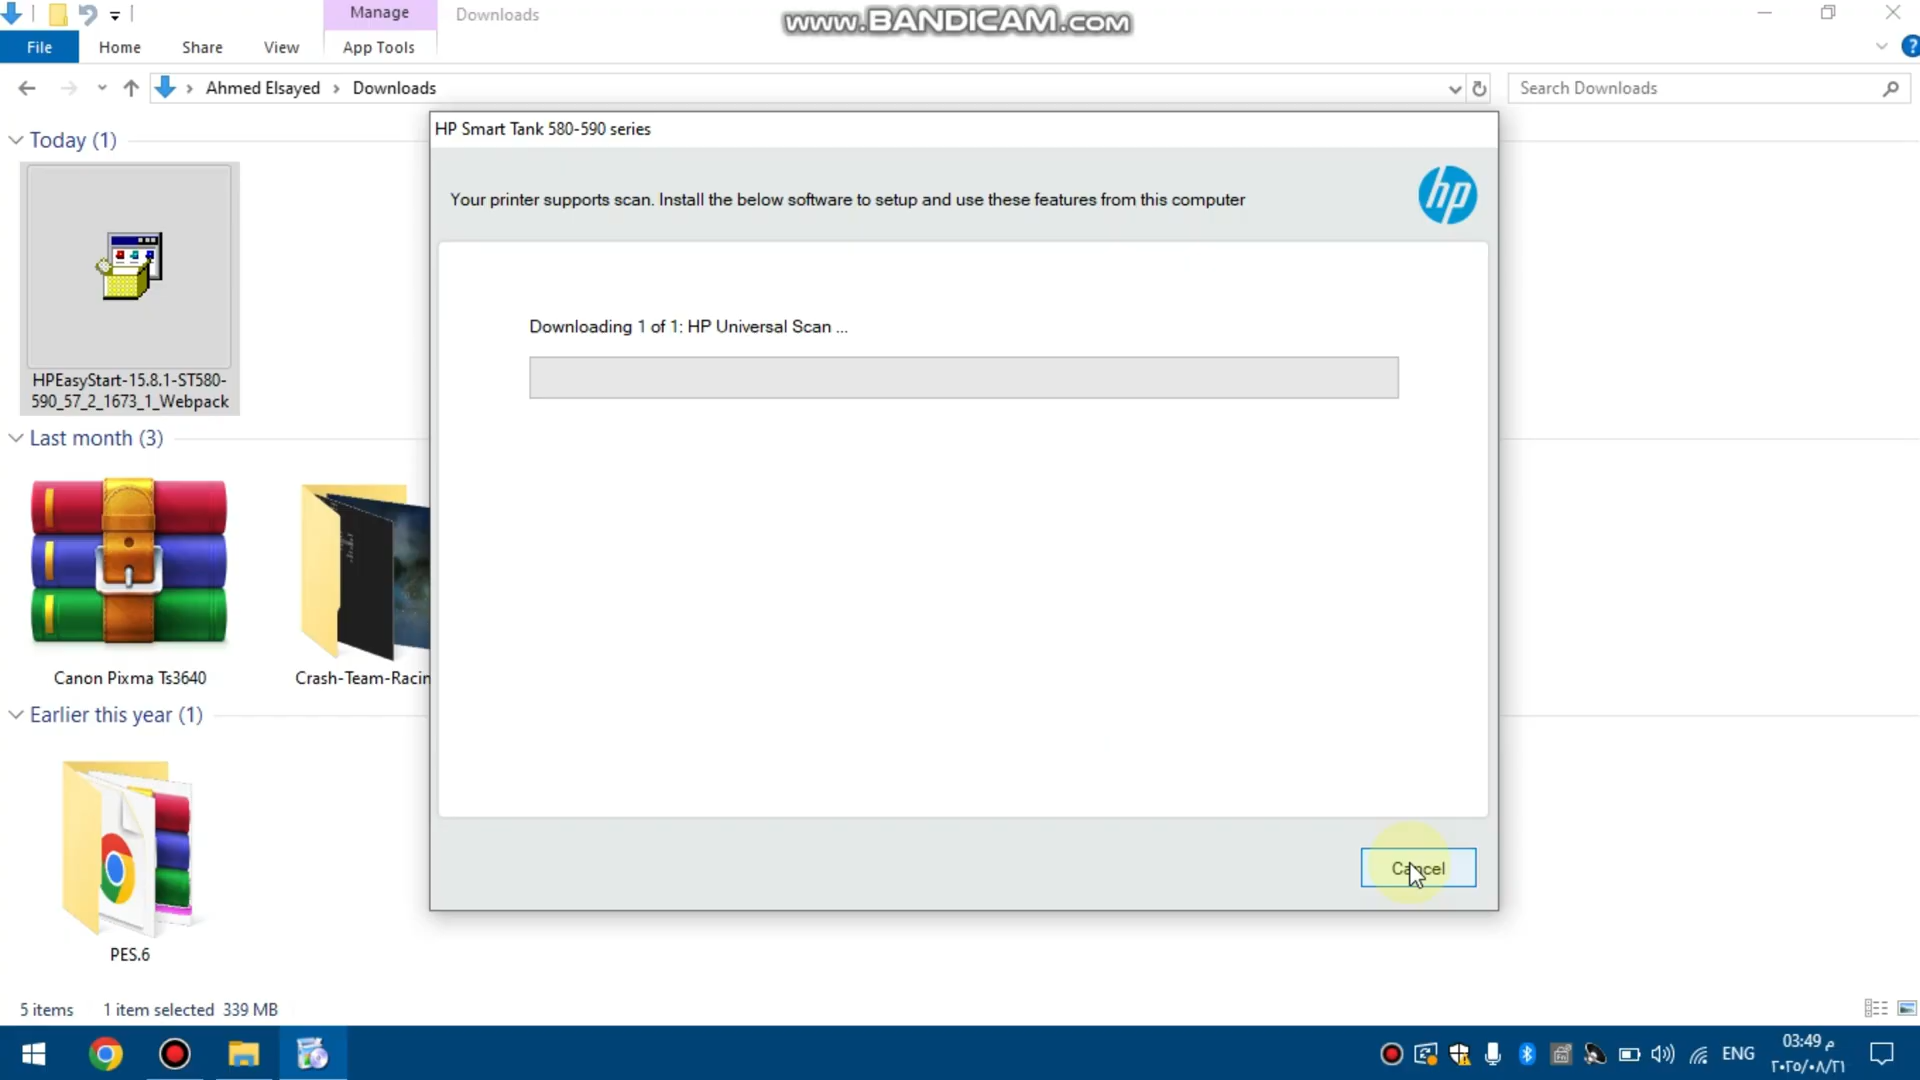 Manage
Downloads
www.BANDICAM.com
File
Home
Share
View
App Tools
Ahmed Elsayed
Downloads
Search Downloads
Today (1)
HPEasyStart-15.8.1-ST580-
590_57_2_1673_1_Webpack
Last month (3)
Canon Pixma Ts3640
Crash-Team-Racin
Earlier this year (1)
PES.6
HP Smart Tank 580-590 series
Your printer supports scan. Install the below software to setup and use these features from this computer
hp
Downloading 1 of 1: HP Universal Scan ...
Cancel
5 items
1 item selected 339 MB
ENG
03:49 م
٢٠٢٥/٠٨/٢١